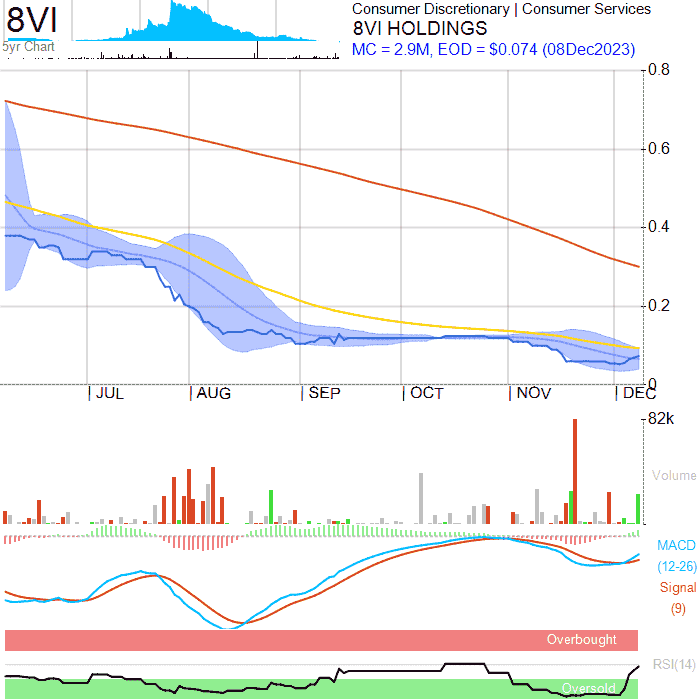 8VI
5yr Chart
Consumer Discretionary | Consumer Services
8VI HOLDINGS
MC = 2.9M, EOD = $0.074 (08Dec2023)
0.8
0.6
0.4
0.2
0
JUL
AUG
SEP
OCT
NOV
DEC
82k
Volume
MACD
(12-26)
Signal
(9)
Overbought
RSI(14)
Oversold